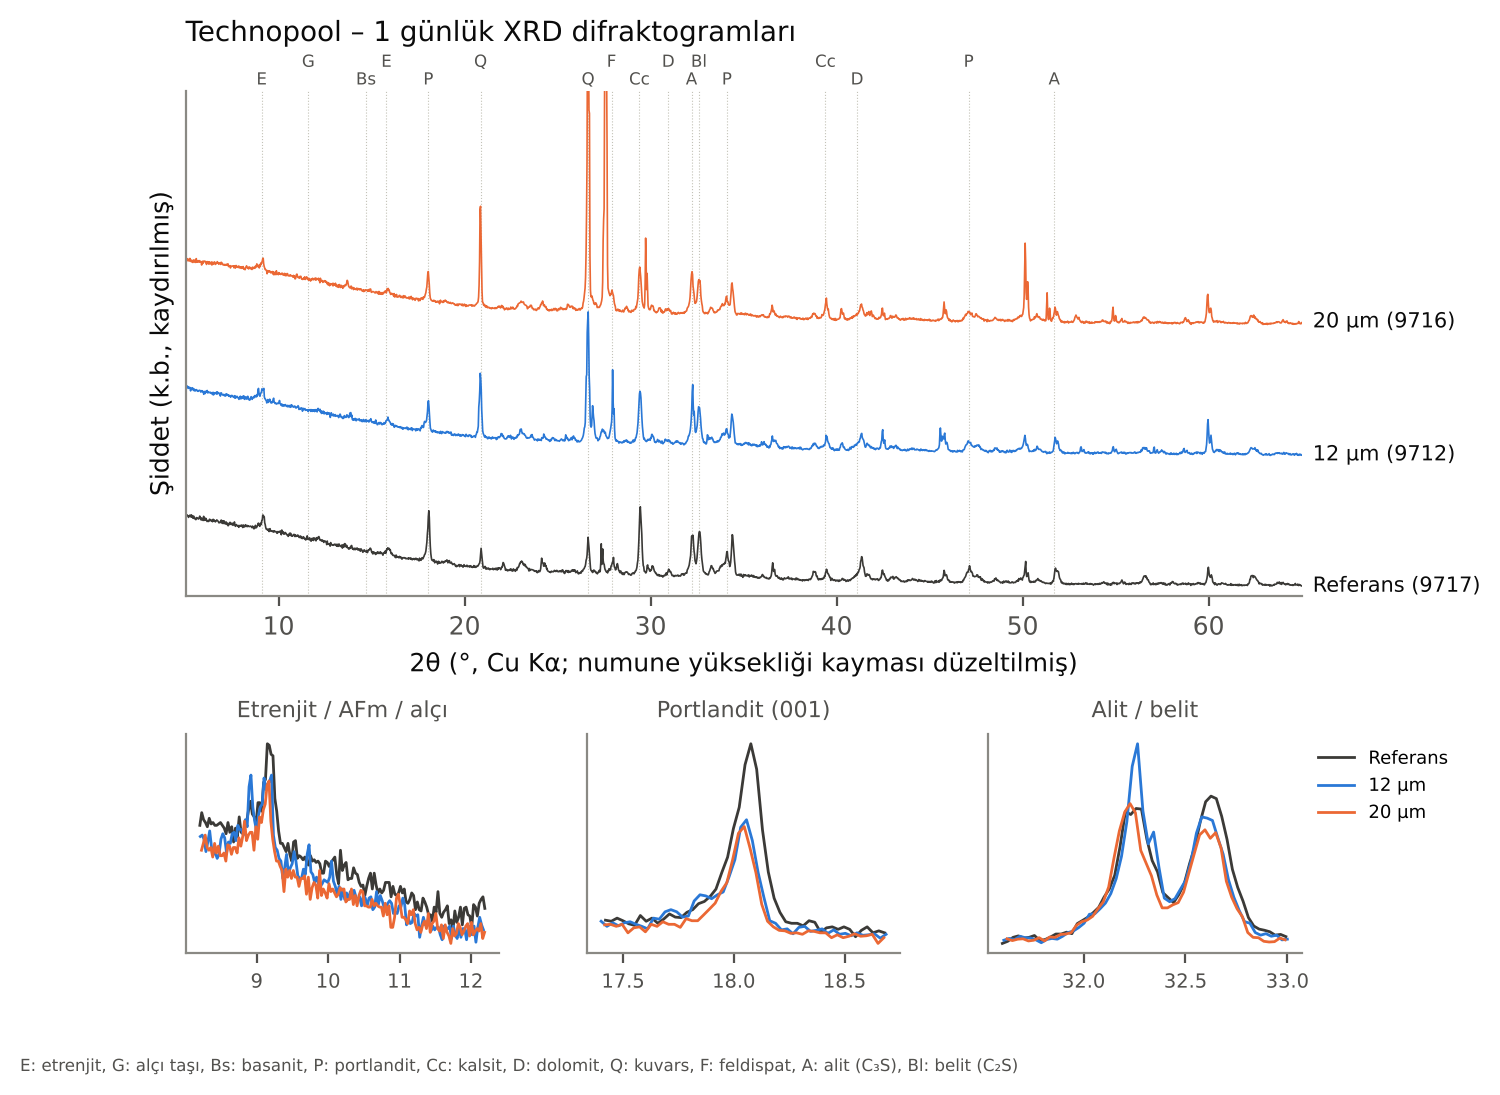 Technopool – 1 günlük XRD difraktogramları
G E Q F D Bl Cc P
E Bs P Q Cc A P D A
Şiddet (k.b., kaydırılmış)
20 µm (9716)
12 µm (9712)
Referans (9717)
10 20 30 40 50 60
2θ (°, Cu Kα; numune yüksekliği kayması düzeltilmiş)
Etrenjit / AFm / alçı
Portlandit (001)
Alit / belit
Referans
12 µm
20 µm
9 10 11 12
17.5 18.0 18.5
32.0 32.5 33.0
E: etrenjit, G: alçı taşı, Bs: basanit, P: portlandit, Cc: kalsit, D: dolomit, Q: kuvars, F: feldispat, A: alit (C₃S), Bl: belit (C₂S)